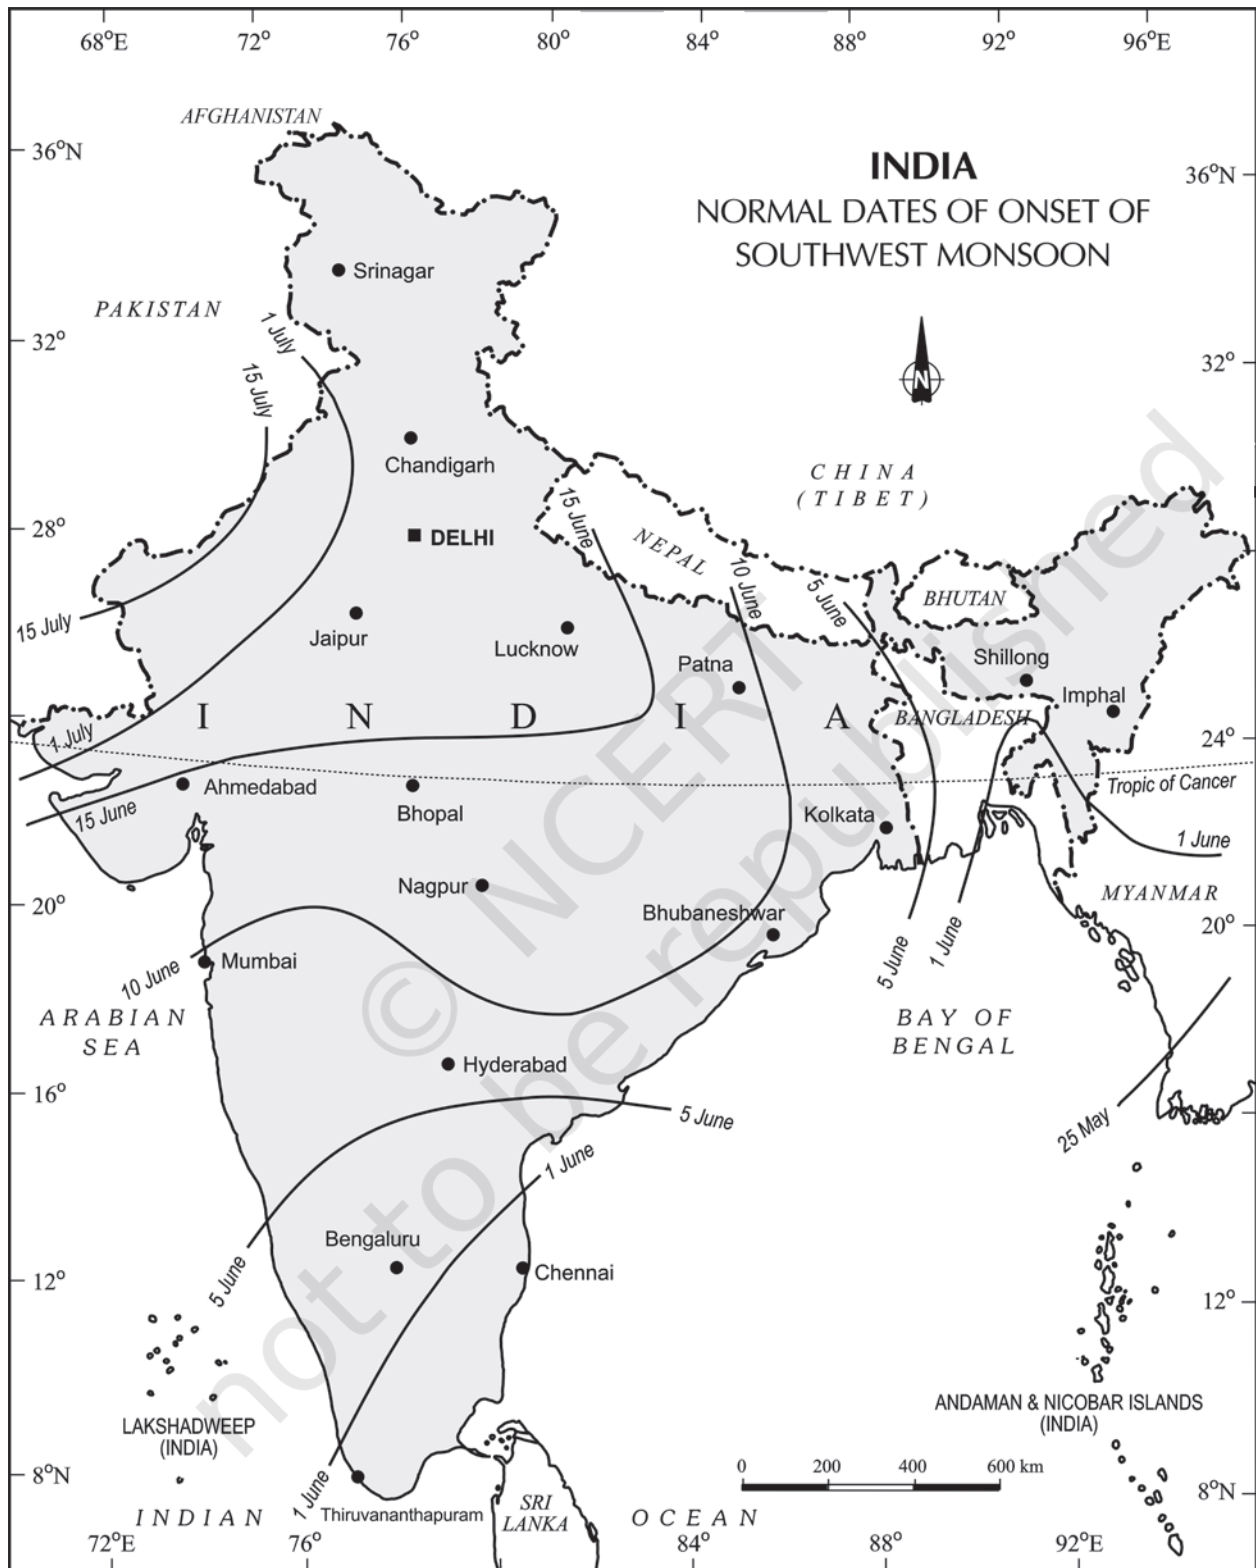 68°E 72° 76° 80° 84° 88° 92° 96°E
AFGHANISTAN
36°N
INDIA
36°N
NORMAL DATES OF ONSET OF
SOUTHWEST MONSOON
Srinagar
PAKISTAN
1 July
32°
32°
15 July
N
Chandigarh
CHINA
(TIBET)
15 June
28°
DELHI
NEPAL
10 June
5 June
BHUTAN
15 July
Jaipur
Lucknow
Patna
Shillong
Imphal
I N D I A
BANGLADESH
1 July
24°
Ahmedabad
Bhopal
Tropic of Cancer
15 June
Kolkata
1 June
Nagpur
MYANMAR
20°
Bhubaneshwar
20°
10 June
Mumbai
5 June
1 June
ARABIAN
SEA
BAY OF
BENGAL
Hyderabad
16°
5 June
25 May
1 June
Bengaluru
5 June
Chennai
12°
12°
LAKSHADWEEP
(INDIA)
ANDAMAN & NICOBAR ISLANDS
(INDIA)
8°N
0 200 400 600 km
1 June
8°N
Thiruvananthapuram
SRI
LANKA
INDIAN OCEAN
72°E 76° 84° 88° 92°E
© NCERT
not to be republished